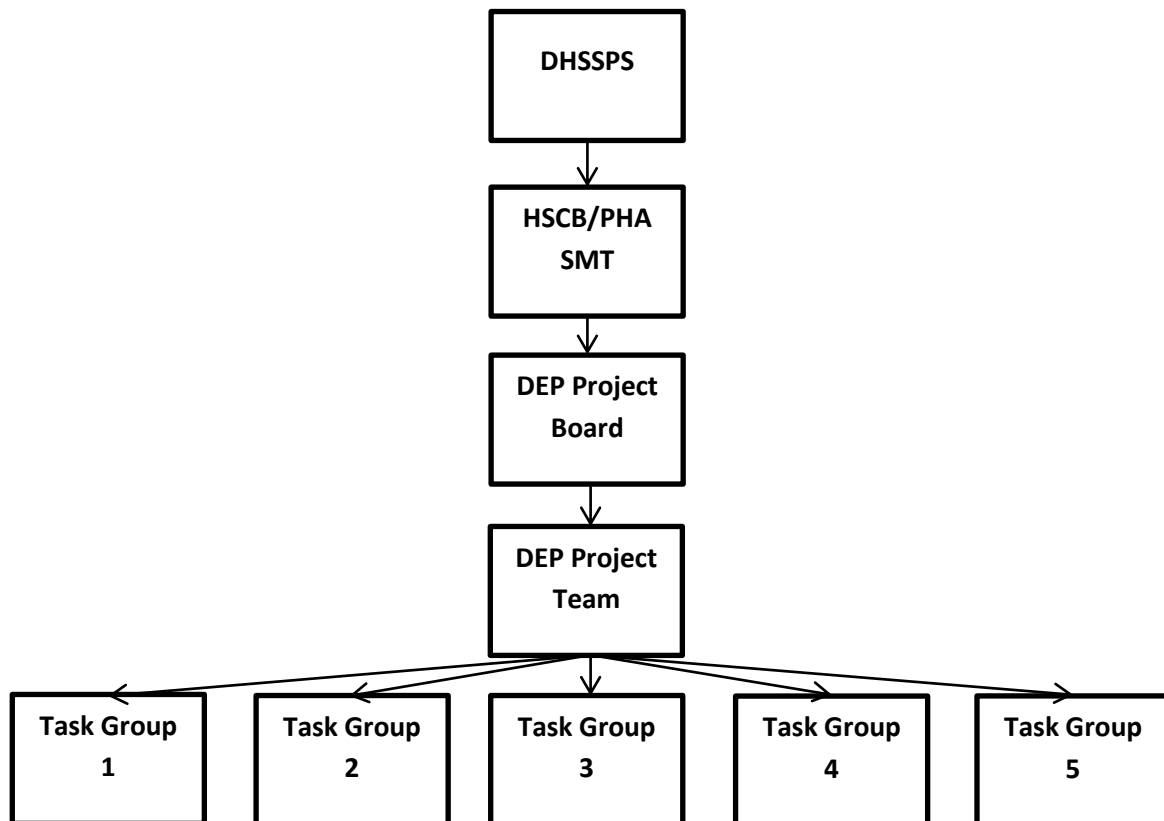 DHSSPS
HSCB/PHA
SMT
DEP Project
Board
DEP Project
Team
Task Group
1
Task Group
2
Task Group
3
Task Group
4
Task Group
5